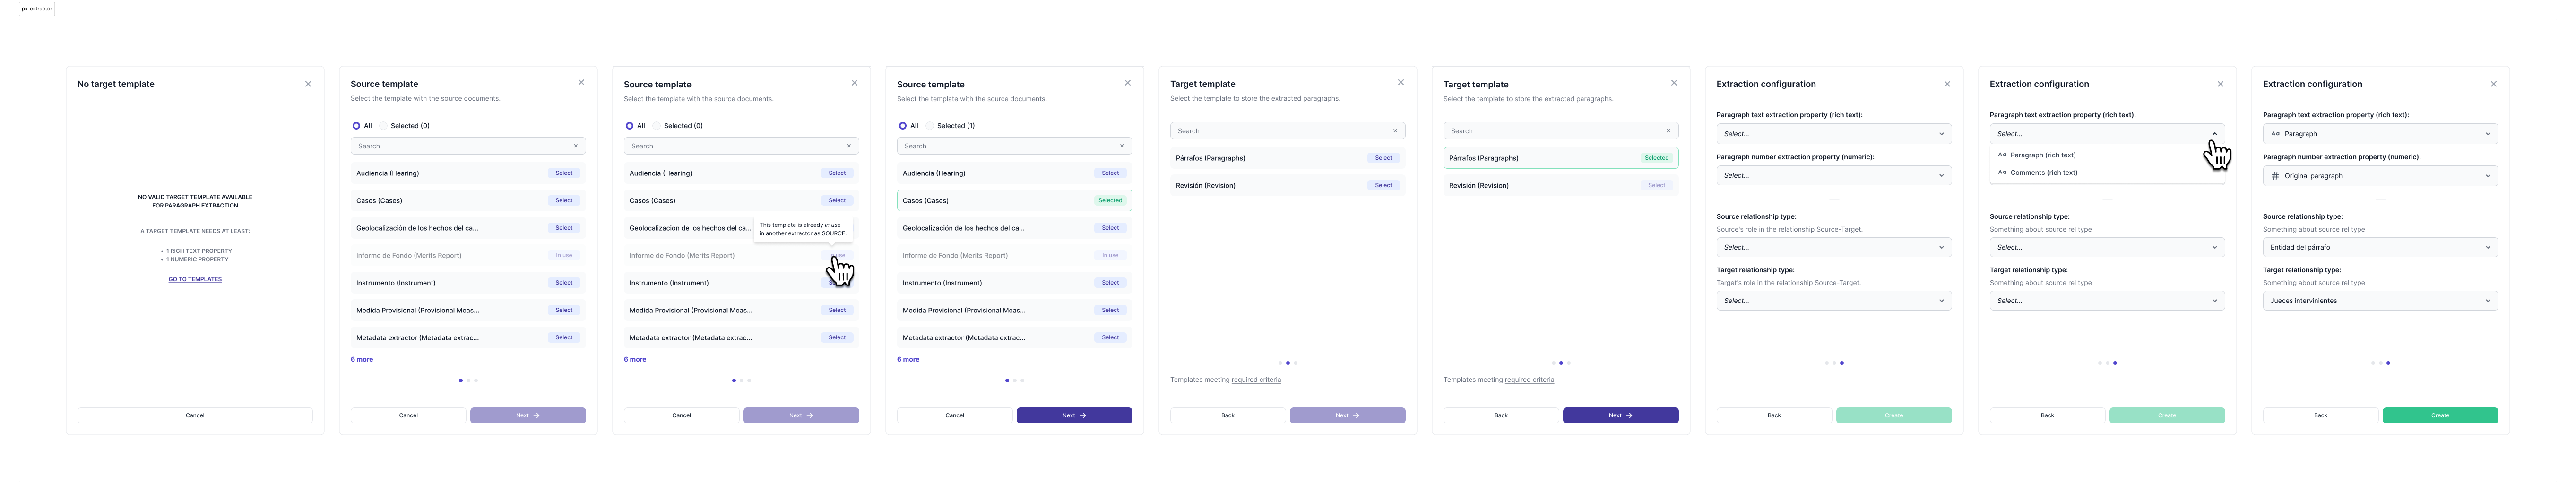 px-extractor
No target template
NO VALID TARGET TEMPLATE AVAILABLE
FOR PARAGRAPH EXTRACTION
A TARGET TEMPLATE NEEDS AT LEAST:
• 1 RICH TEXT PROPERTY
• 1 NUMERIC PROPERTY
GO TO TEMPLATES
Cancel
Source template
Select the template with the source documents.
All Selected (0)
Search
Audiencia (Hearing) Select
Casos (Cases) Select
Geolocalización de los hechos del ca... Select
Informe de Fondo (Merits Report) In use
Instrumento (Instrument) Select
Medida Provisional (Provisional Meas... Select
Metadata extractor (Metadata extrac... Select
6 more
Cancel Next →
Source template
Select the template with the source documents.
All Selected (0)
Search
Audiencia (Hearing) Select
Casos (Cases) Select
This template is already in use
in another extractor as SOURCE.
Geolocalización de los hechos del ca...
Informe de Fondo (Merits Report)
Instrumento (Instrument)
Medida Provisional (Provisional Meas... Select
Metadata extractor (Metadata extrac... Select
6 more
Cancel Next →
Source template
Select the template with the source documents.
All Selected (1)
Search
Audiencia (Hearing) Select
Casos (Cases) Selected
Geolocalización de los hechos del ca... Select
Informe de Fondo (Merits Report) In use
Instrumento (Instrument) Select
Medida Provisional (Provisional Meas... Select
Metadata extractor (Metadata extrac... Select
6 more
Cancel Next →
Target template
Select the template to store the extracted paragraphs.
Search
Párrafos (Paragraphs) Select
Revisión (Revision) Select
Templates meeting required criteria
Back Next →
Target template
Select the template to store the extracted paragraphs.
Search
Párrafos (Paragraphs) Selected
Revisión (Revision) Select
Templates meeting required criteria
Back Next →
Extraction configuration
Paragraph text extraction property (rich text):
Select...
Paragraph number extraction property (numeric):
Select...
Source relationship type:
Source's role in the relationship Source-Target.
Select...
Target relationship type:
Target's role in the relationship Source-Target.
Select...
Back Create
Extraction configuration
Paragraph text extraction property (rich text):
Select...
Aa Paragraph (rich text)
Aa Comments (rich text)
Source relationship type:
Something about source rel type
Select...
Target relationship type:
Something about source rel type
Select...
Back Create
Extraction configuration
Paragraph text extraction property (rich text):
Aa Paragraph
Paragraph number extraction property (numeric):
# Original paragraph
Source relationship type:
Something about source rel type
Entidad del párrafo
Target relationship type:
Something about source rel type
Jueces intervinientes
Back Create